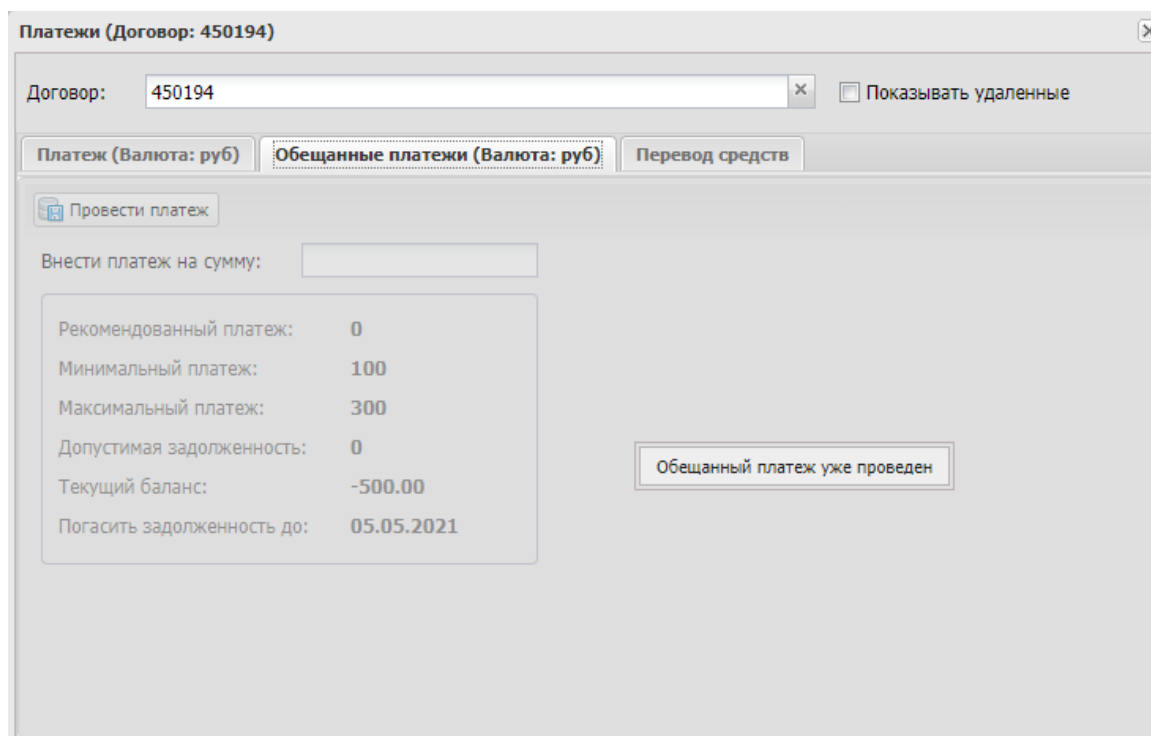 Платежи (Договор: 450194)
Договор: 450194 Показывать удаленные
Платеж (Валюта: руб) Обещанные платежи (Валюта: руб) Перевод средств
Провести платеж
Внести платеж на сумму:
Рекомендованный платеж: 0
Минимальный платеж: 100
Максимальный платеж: 300
Допустимая задолженность: 0
Обещанный платеж уже проведен
Текущий баланс: -500.00
Погасить задолженность до: 05.05.2021